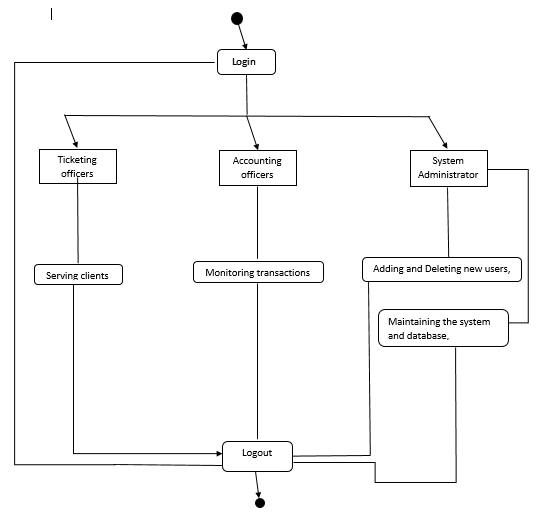 Login
Ticketing
officers
Accounting
officers
System
Administrator
Serving clients
Monitoring transactions
Adding and Deleting new users,
Maintaining the system
and database,
Logout